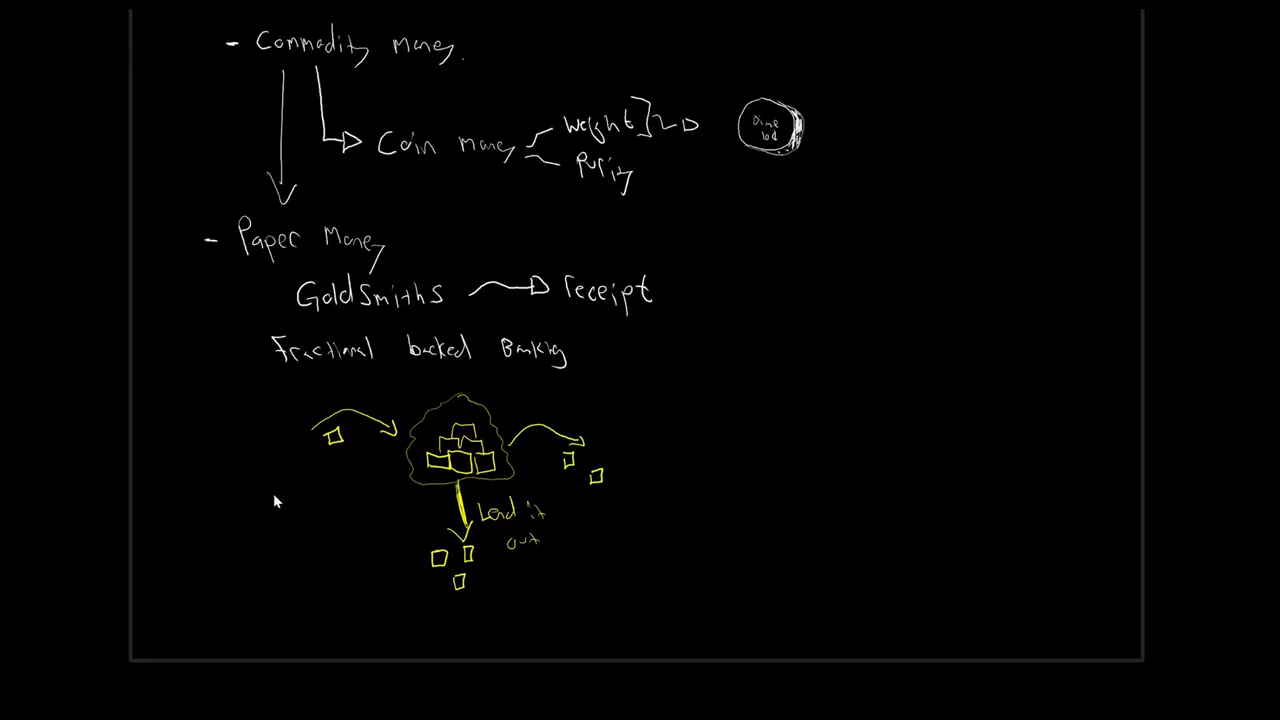 - Commodity money.
Coin money
Weight
Purity
- Paper Money
Goldsmiths receipt
Fractional backed Banking
Lend it
out